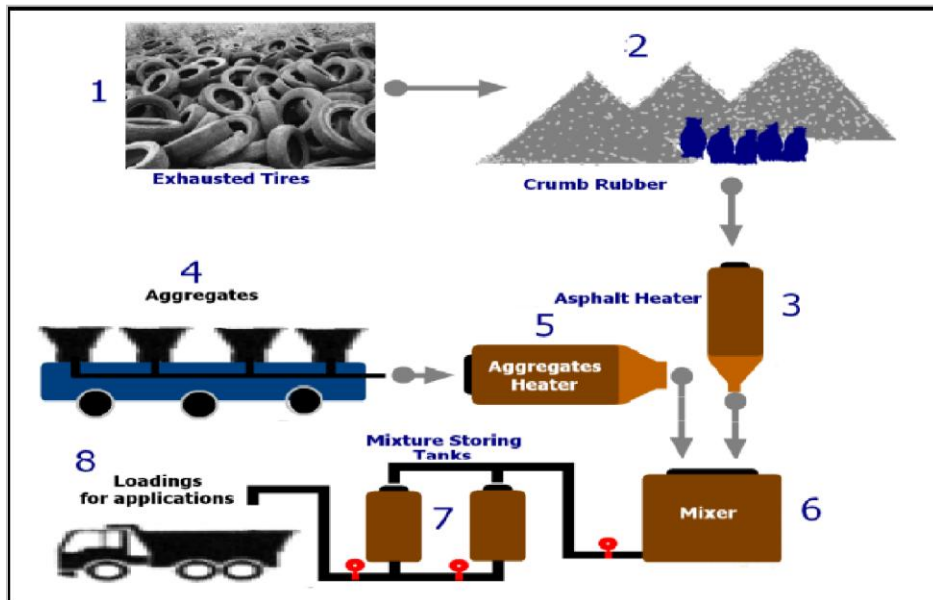 1
Exhausted Tires
2
Crumb Rubber
3
Asphalt Heater
4
Aggregates
5
Aggregates
Heater
6
Mixer
Mixture Storing
Tanks
7
8
Loadings
for applications